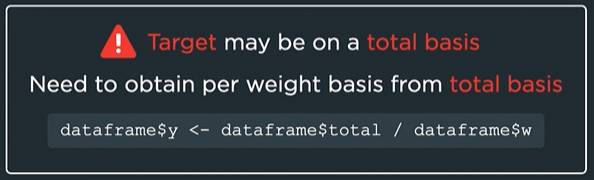 Target may be on a total basis
Need to obtain per weight basis from total basis
dataframe$y <- dataframe$total / dataframe$w